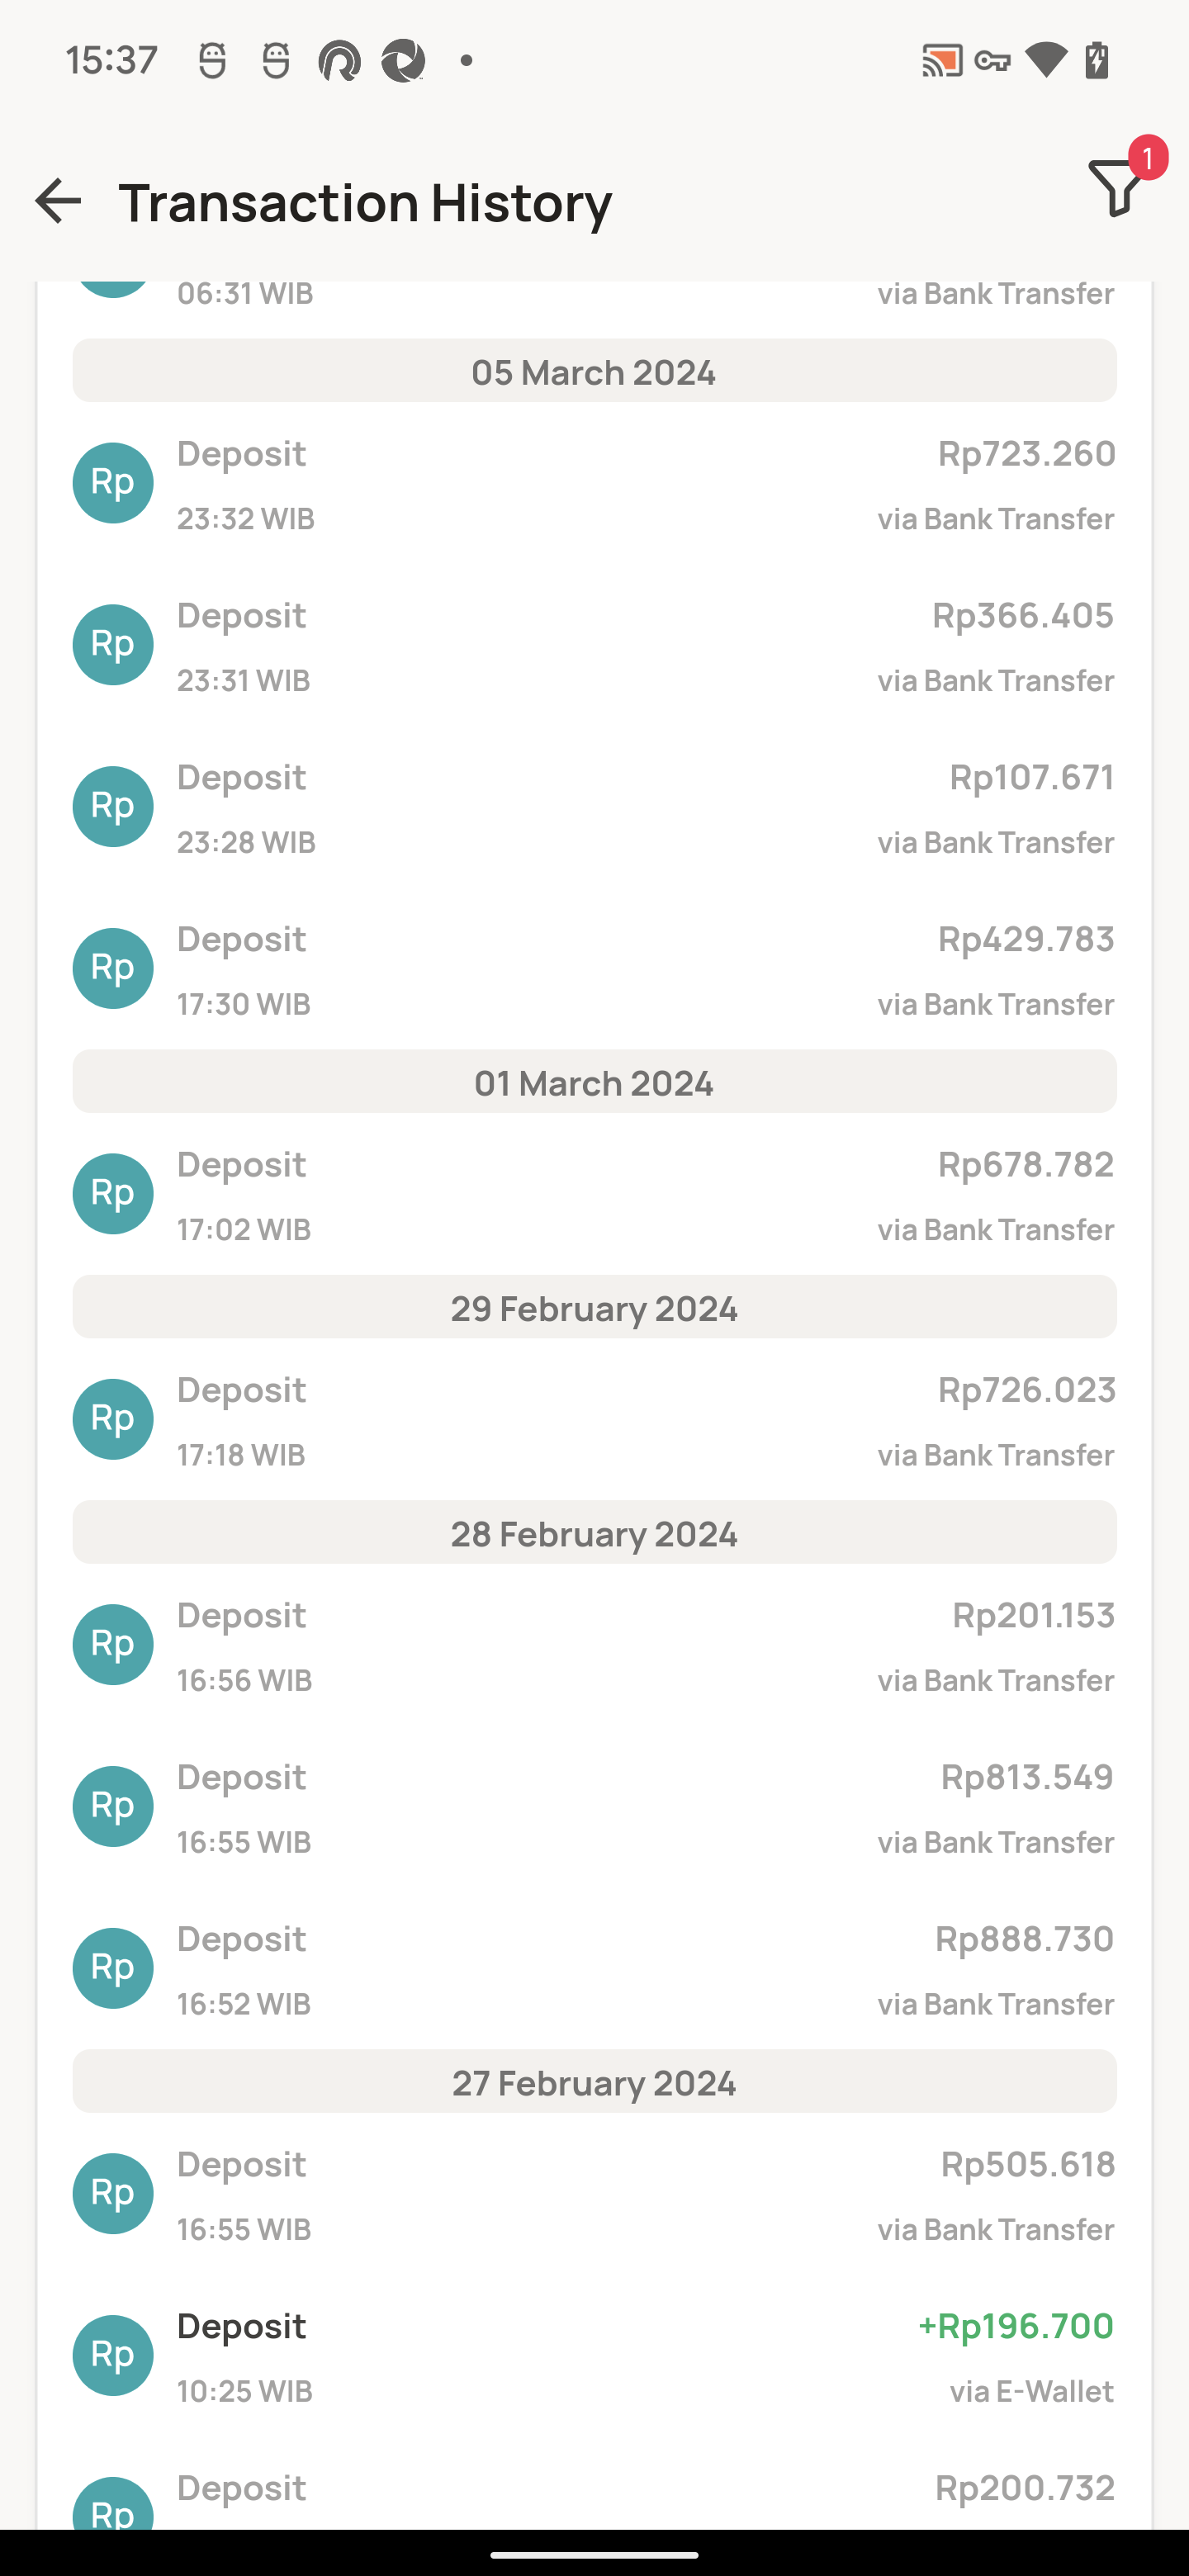 15:37
1
Transaction History
06:31 WIB via Bank Transfer
05 March 2024
Rp Deposit Rp723.260
23:32 WIB via Bank Transfer
Rp Deposit Rp366.405
23:31 WIB via Bank Transfer
Rp Deposit Rp107.671
23:28 WIB via Bank Transfer
Rp Deposit Rp429.783
17:30 WIB via Bank Transfer
01 March 2024
Rp Deposit Rp678.782
17:02 WIB via Bank Transfer
29 February 2024
Rp Deposit Rp726.023
17:18 WIB via Bank Transfer
28 February 2024
Rp Deposit Rp201.153
16:56 WIB via Bank Transfer
Rp Deposit Rp813.549
16:55 WIB via Bank Transfer
Rp Deposit Rp888.730
16:52 WIB via Bank Transfer
27 February 2024
Rp Deposit Rp505.618
16:55 WIB via Bank Transfer
Rp Deposit +Rp196.700
10:25 WIB via E-Wallet
Rp Deposit Rp200.732